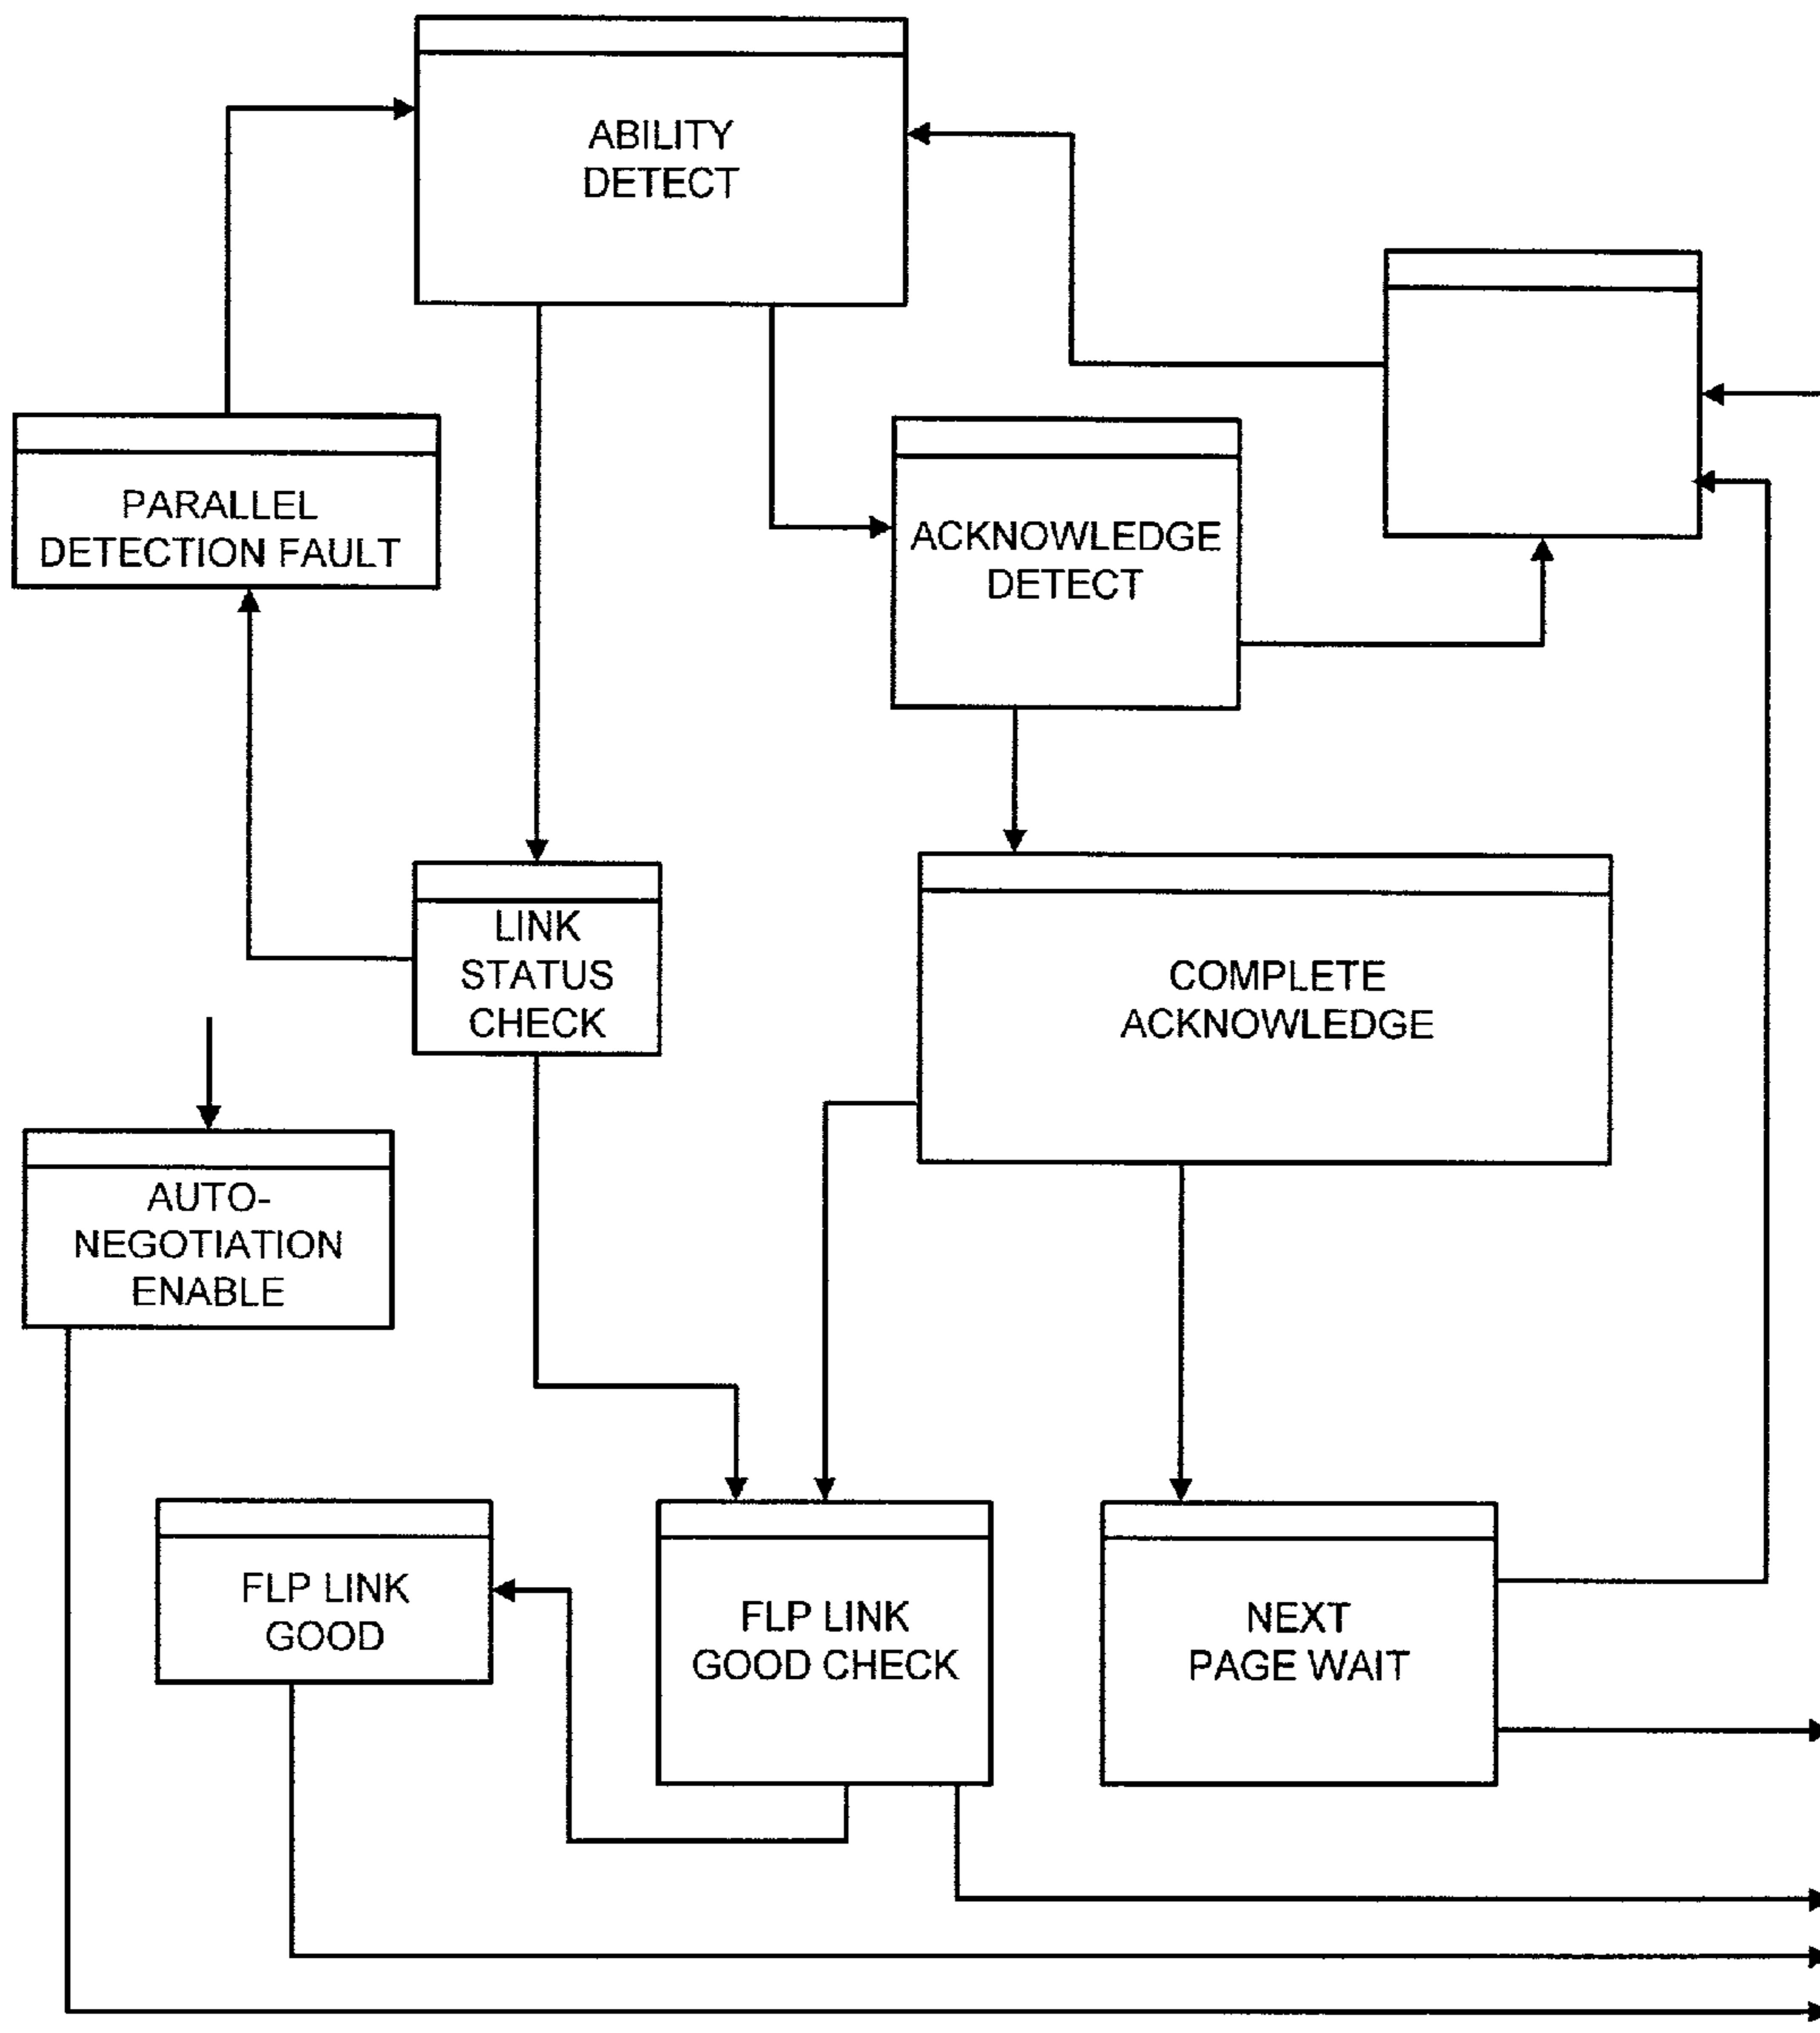 ABILITY
DETECT
PARALLEL
DETECTION FAULT
ACKNOWLEDGE
DETECT
LINK
STATUS
CHECK
COMPLETE
ACKNOWLEDGE
AUTO-
NEGOTIATION
ENABLE
FLP LINK
GOOD
FLP LINK
GOOD CHECK
NEXT
PAGE WAIT